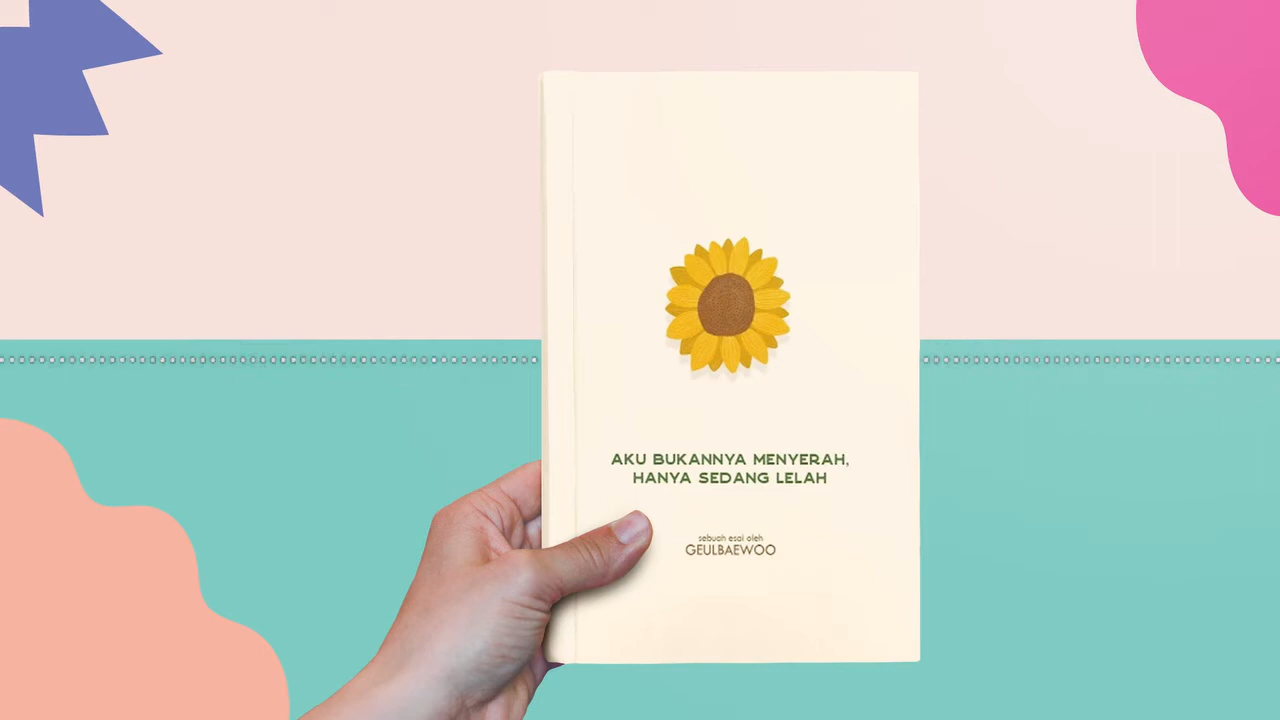 AKU BUKANNYA MENYERAH,
HANYA SEDANG LELAH
sebuah esai oleh
GEULBAEWOO